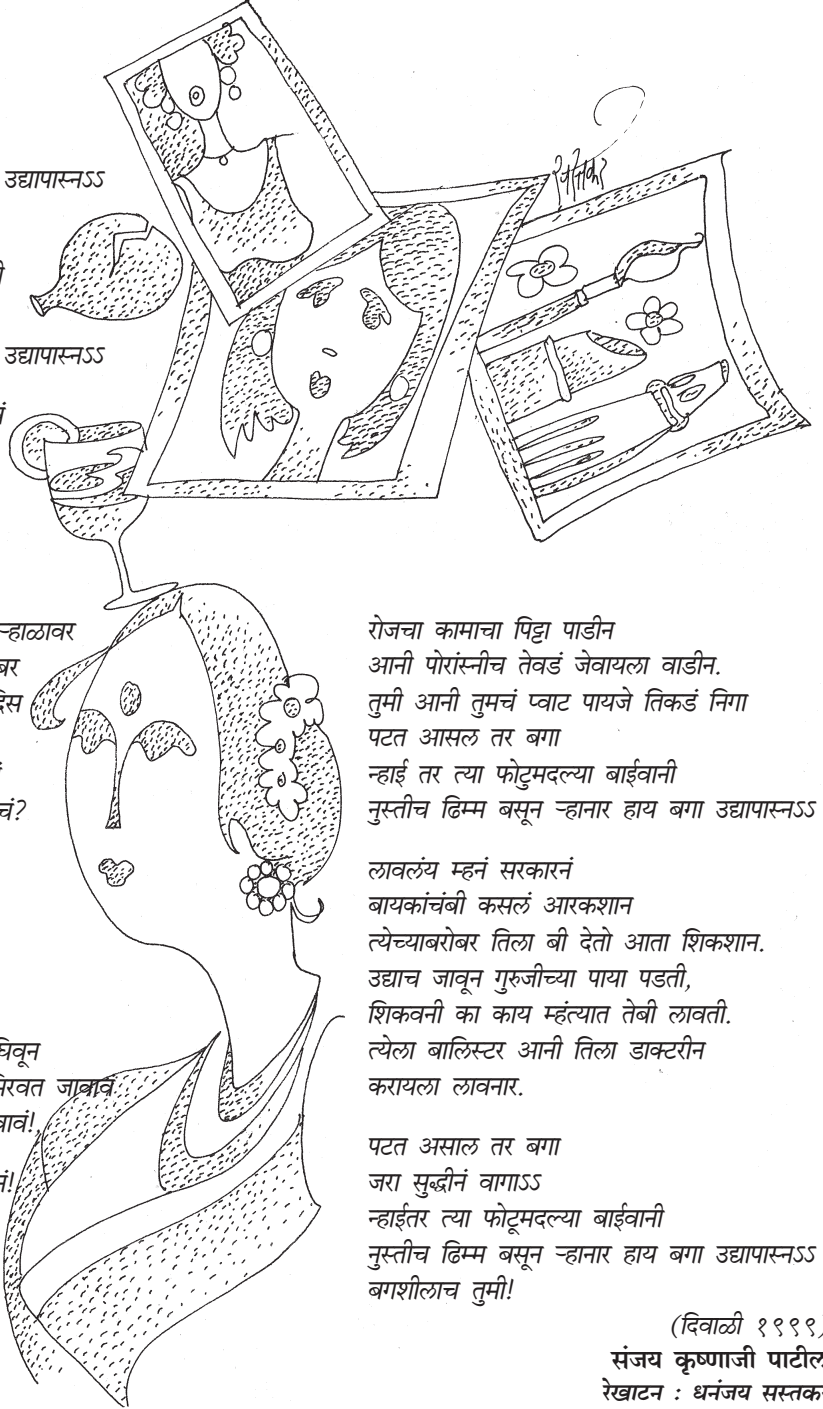 उद्यापास्नऽऽ
उद्यापास्नऽऽ
ऱ्हाळावर
चं?
घिवून
मिरवत जावावं
रोजचा कामाचा पिट्टा पाडीन
आनी पोरांस्नीच तेवडं जेवायला वाडीन.
तुमी आनी तुमचं प्वाट पायजे तिकडं निगा
पटत आसल तर बगा
न्हाई तर त्या फोटुमदल्या बाईवानी
नुस्तीच ढिम्म बसून ऱ्हानार हाय बगा उद्यापास्नऽऽ
लावलंय म्हनं सरकारनं
बायकांचंबी कसलं आरकशान
त्येच्याबरोबर तिला बी देतो आता शिकशान.
उद्याच जावून गुरुजीच्या पाया पडती,
शिकवनी का काय म्हंत्यात तेबी लावती.
त्येला बालिस्टर आनी तिला डाक्टरीन
करायला लावनार.
पटत असाल तर बगा
जरा सुद्धीनं वागाऽऽ
न्हाईतर त्या फोटूमदल्या बाईवानी
नुस्तीच ढिम्म बसून ऱ्हानार हाय बगा उद्यापास्नऽऽ
बगशीलाच तुमी!
(दिवाळी १९९९)
संजय कृष्णाजी पाटील
रेखाटन : धनंजय सस्तकर